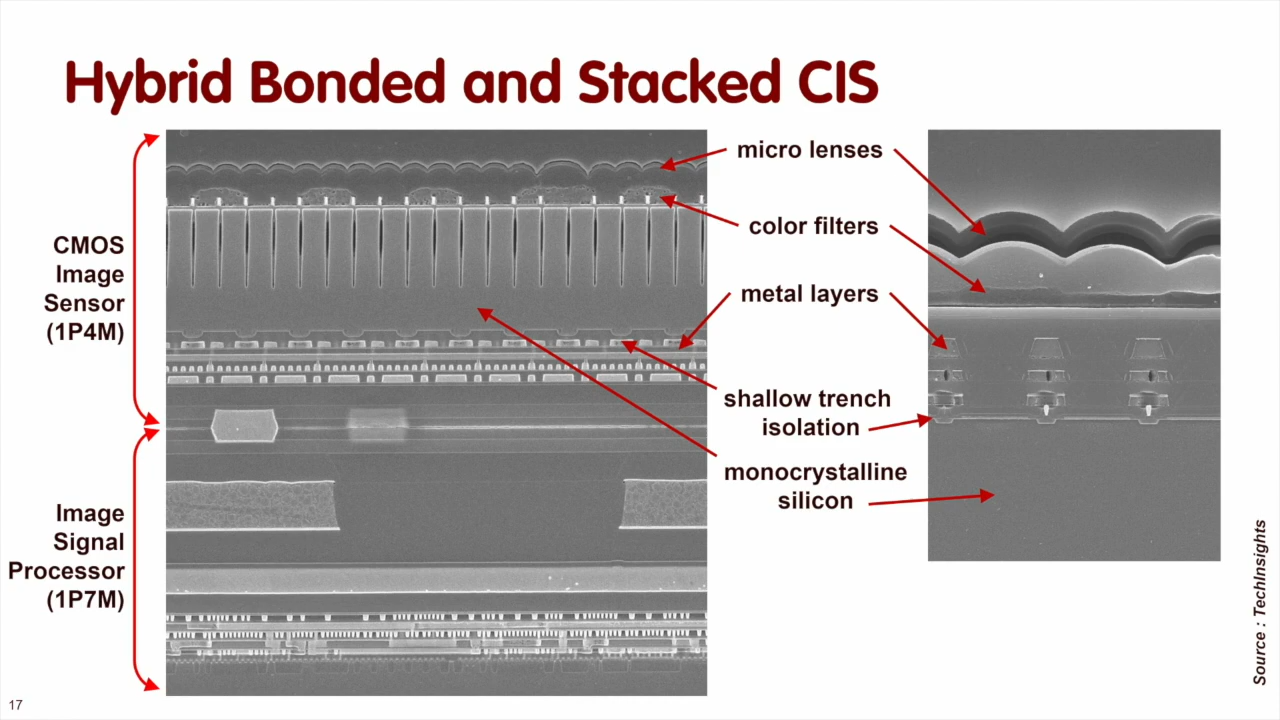 Hybrid Bonded and Stacked CIS
CMOS
Image
Sensor
(1P4M)
Image
Signal
Processor
(1P7M)
micro lenses
color filters
metal layers
shallow trench
isolation
monocrystalline
silicon
Source : TechInsights
17